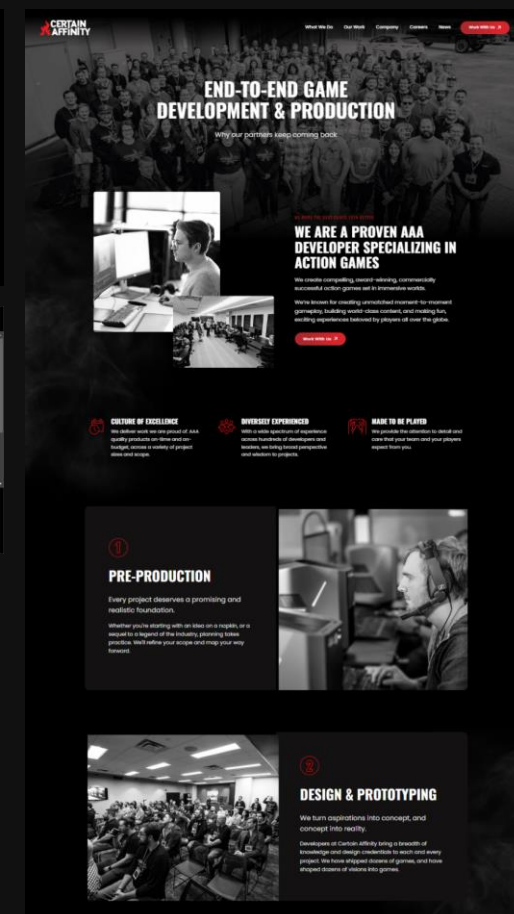 CERTAIN
AFFINITY
What We Do
Our Work
Company
Careers
News
Work With Us
END-TO-END GAME
DEVELOPMENT & PRODUCTION
Why our partners keep coming back
WE ARE A PROVEN AAA
DEVELOPER SPECIALIZING IN
ACTION GAMES
We create compelling, award-winning, commercially
successful action games set in immersive worlds.
We're known for creating unmatched moment-to-moment
gameplay, building world-class content, and making fun,
exciting experiences beloved by players all over the globe.
Work With Us
CULTURE OF EXCELLENCE
We deliver work we are proud of: AAA
quality products on-time and on-
budget, across a variety of project
sizes and scope.
DIVERSELY EXPERIENCED
With a wide spectrum of experience
across hundreds of developers and
leaders, we bring broad perspective
and wisdom to projects.
MADE TO BE PLAYED
We provide the attention to detail and
care that your team and your players
expect from you.
1
PRE-PRODUCTION
Every project deserves a promising and
realistic foundation.
Whether you're starting with an idea on a napkin, or a
sequel to a legend of the industry, planning takes
practice. We'll refine your scope and map your way
forward.
2
DESIGN & PROTOTYPING
We turn aspirations into concept, and
concept into reality.
Developers at Certain Affinity bring a breadth of
knowledge and design credentials to each and every
project. We have shipped dozens of games, and have
shaped dozens of visions into games.